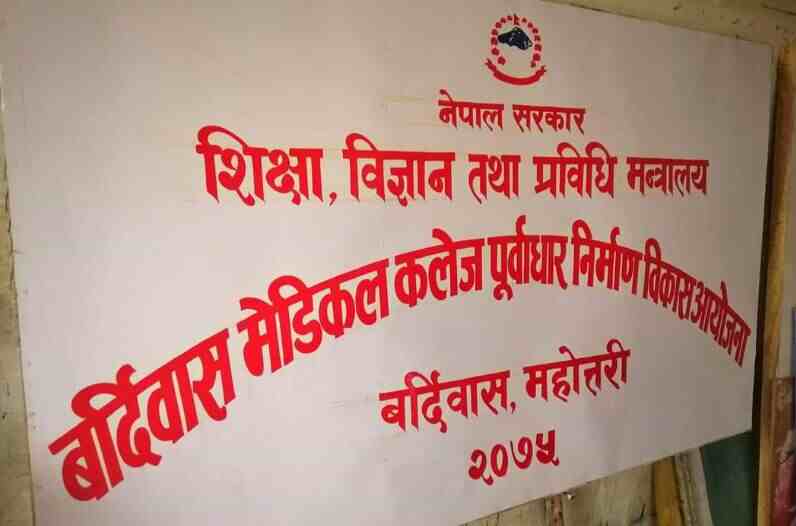 नेपाल सरकार
शिक्षा, विज्ञान तथा प्रविधि मन्त्रालय
बर्दिवास मेडिकल कलेज पूर्वाधार निर्माण विकास आयोजना
बर्दिवास, महोत्तरी
२०७५